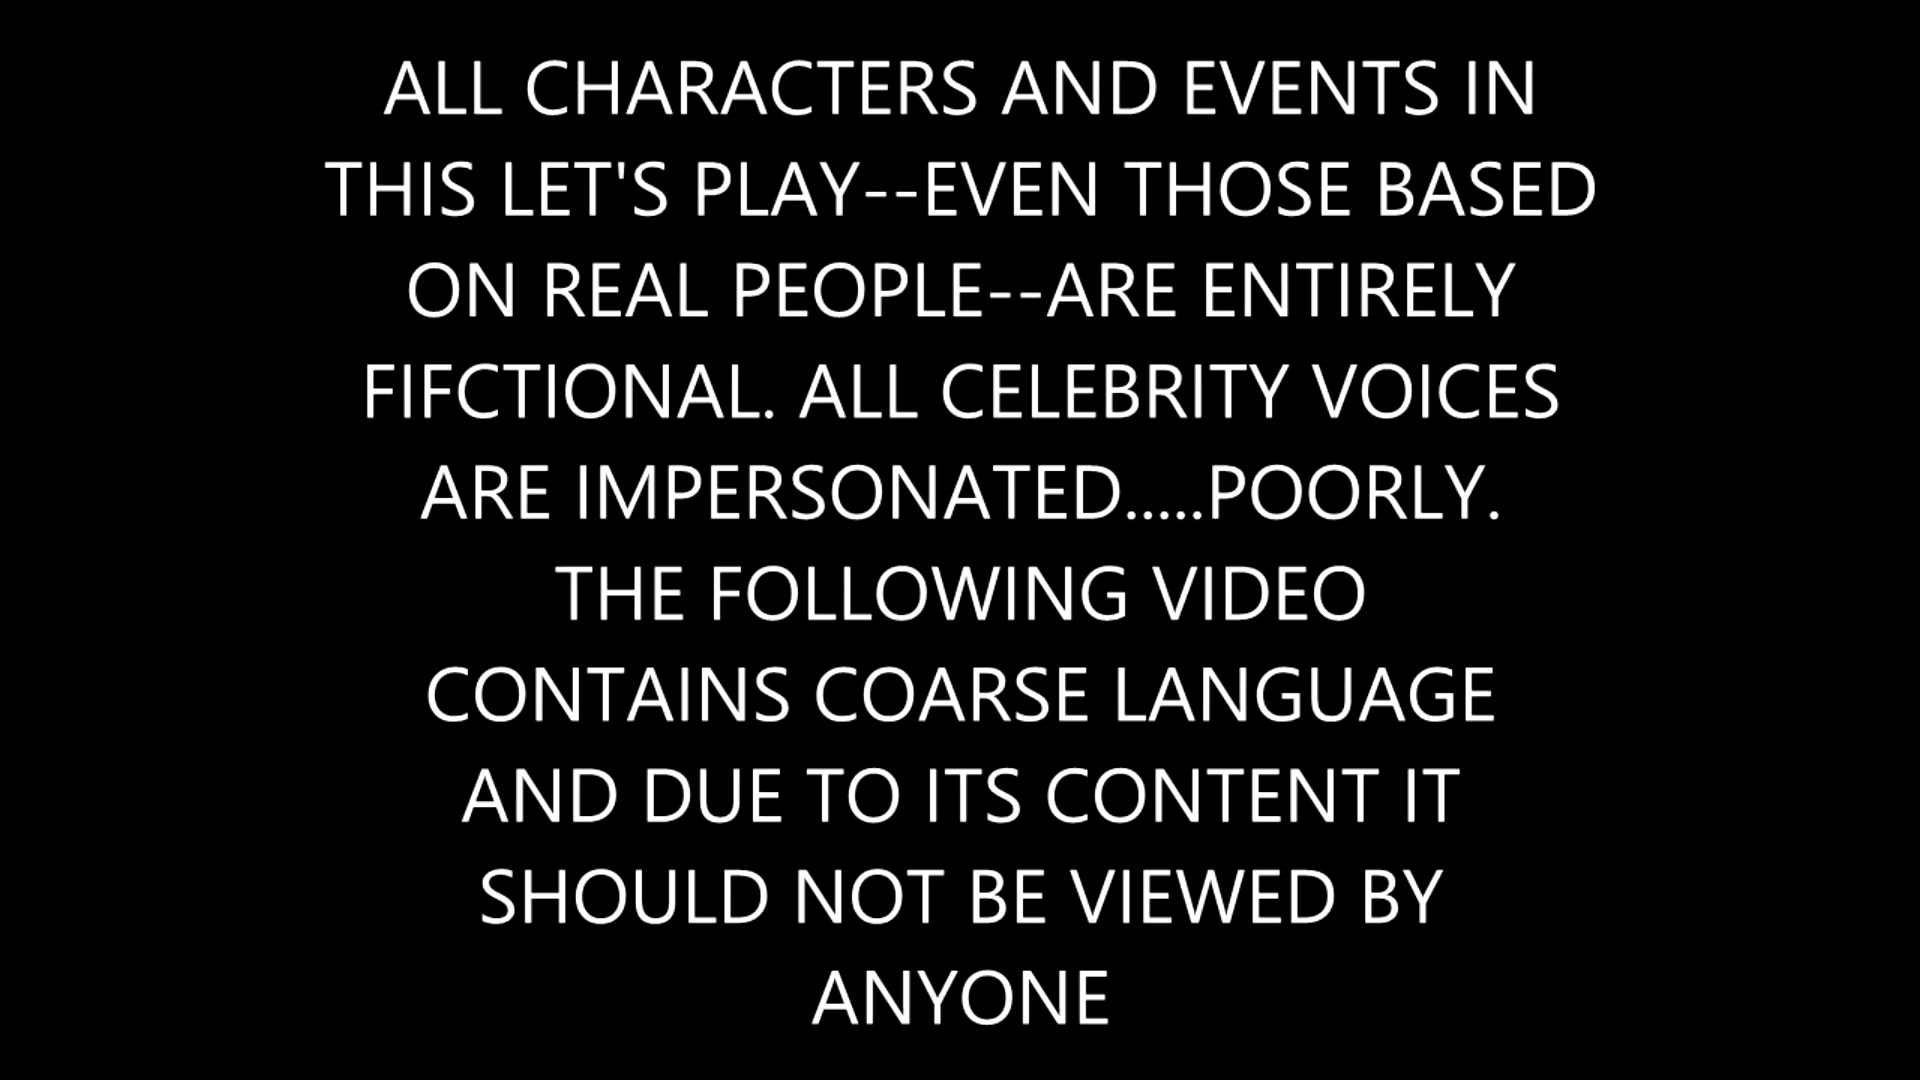 ALL CHARACTERS AND EVENTS IN
THIS LET'S PLAY--EVEN THOSE BASED
ON REAL PEOPLE--ARE ENTIRELY
FIFCTIONAL. ALL CELEBRITY VOICES
ARE IMPERSONATED.....POORLY.
THE FOLLOWING VIDEO
CONTAINS COARSE LANGUAGE
AND DUE TO ITS CONTENT IT
SHOULD NOT BE VIEWED BY
ANYONE